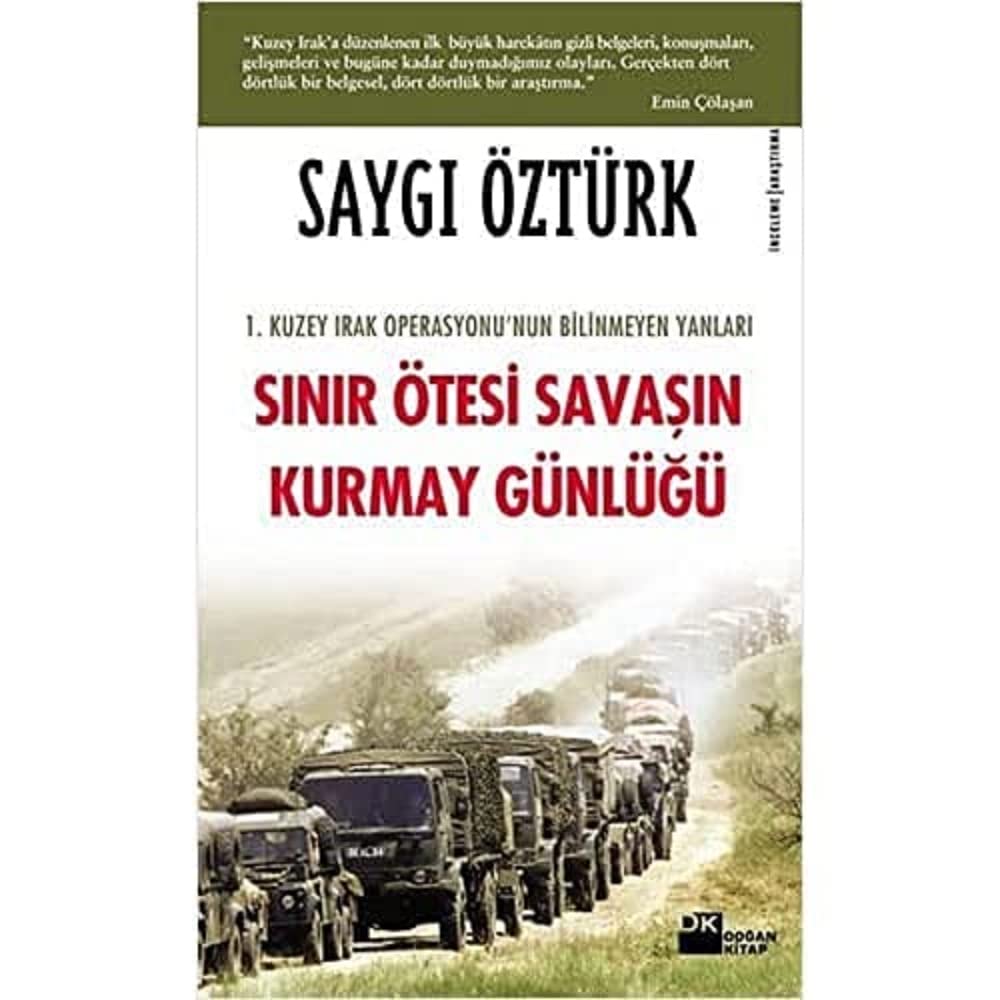 “Kuzey Irak’a düzenlenen ilk büyük harekâtın gizli belgeleri, konuşmaları,
gelişmeleri ve bugüne kadar duymadığımız olayları. Gerçekten dört
dörtlük bir belgesel, dört dörtlük bir araştırma.”
Emin Çölaşan
İNCELEME | ARAŞTIRMA
SAYGI ÖZTÜRK
1. KUZEY IRAK OPERASYONU’NUN BİLİNMEYEN YANLARI
SINIR ÖTESİ SAVAŞIN
KURMAY GÜNLÜĞÜ
DK
DOĞAN
KİTAP